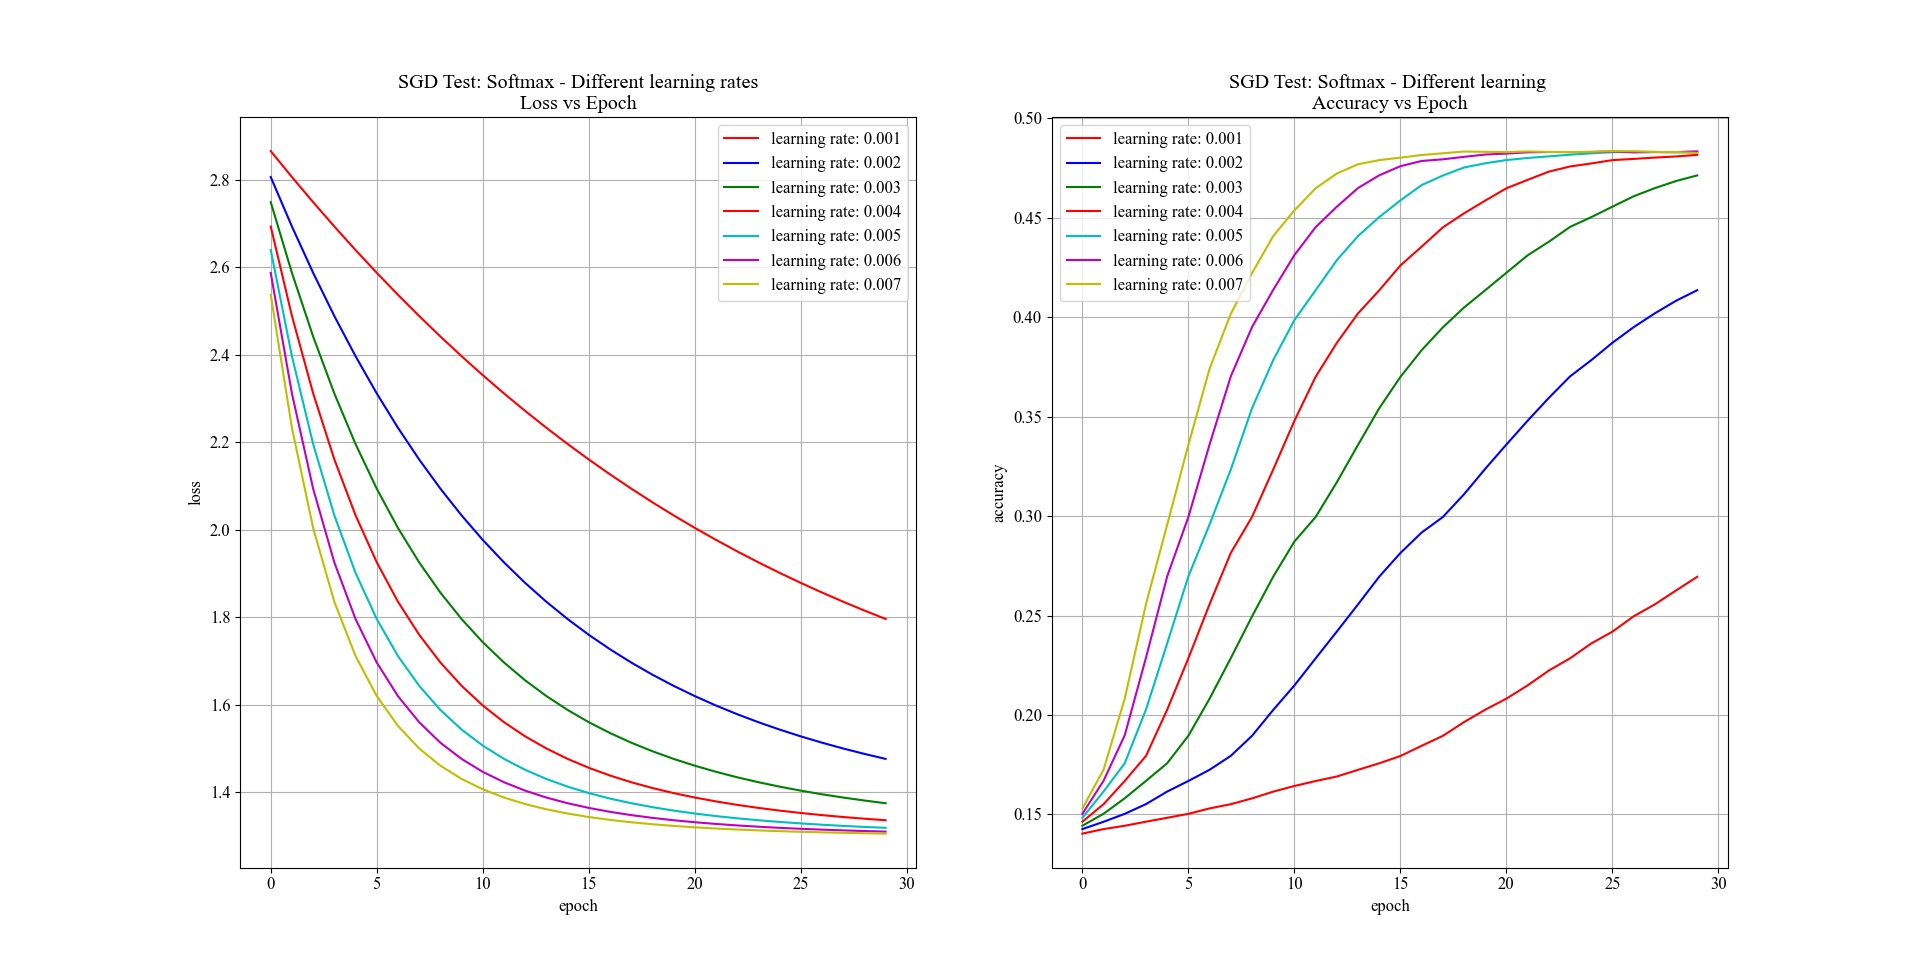 SGD Test: Softmax - Different learning rates
Loss vs Epoch
learning rate: 0.001
learning rate: 0.002
learning rate: 0.003
learning rate: 0.004
learning rate: 0.005
learning rate: 0.006
learning rate: 0.007
2.8
2.6
2.4
2.2
2.0
1.8
1.6
1.4
loss
0 5 10 15 20 25 30
epoch
SGD Test: Softmax - Different learning
Accuracy vs Epoch
learning rate: 0.001
learning rate: 0.002
learning rate: 0.003
learning rate: 0.004
learning rate: 0.005
learning rate: 0.006
learning rate: 0.007
0.50
0.45
0.40
0.35
0.30
0.25
0.20
0.15
accuracy
0 5 10 15 20 25 30
epoch